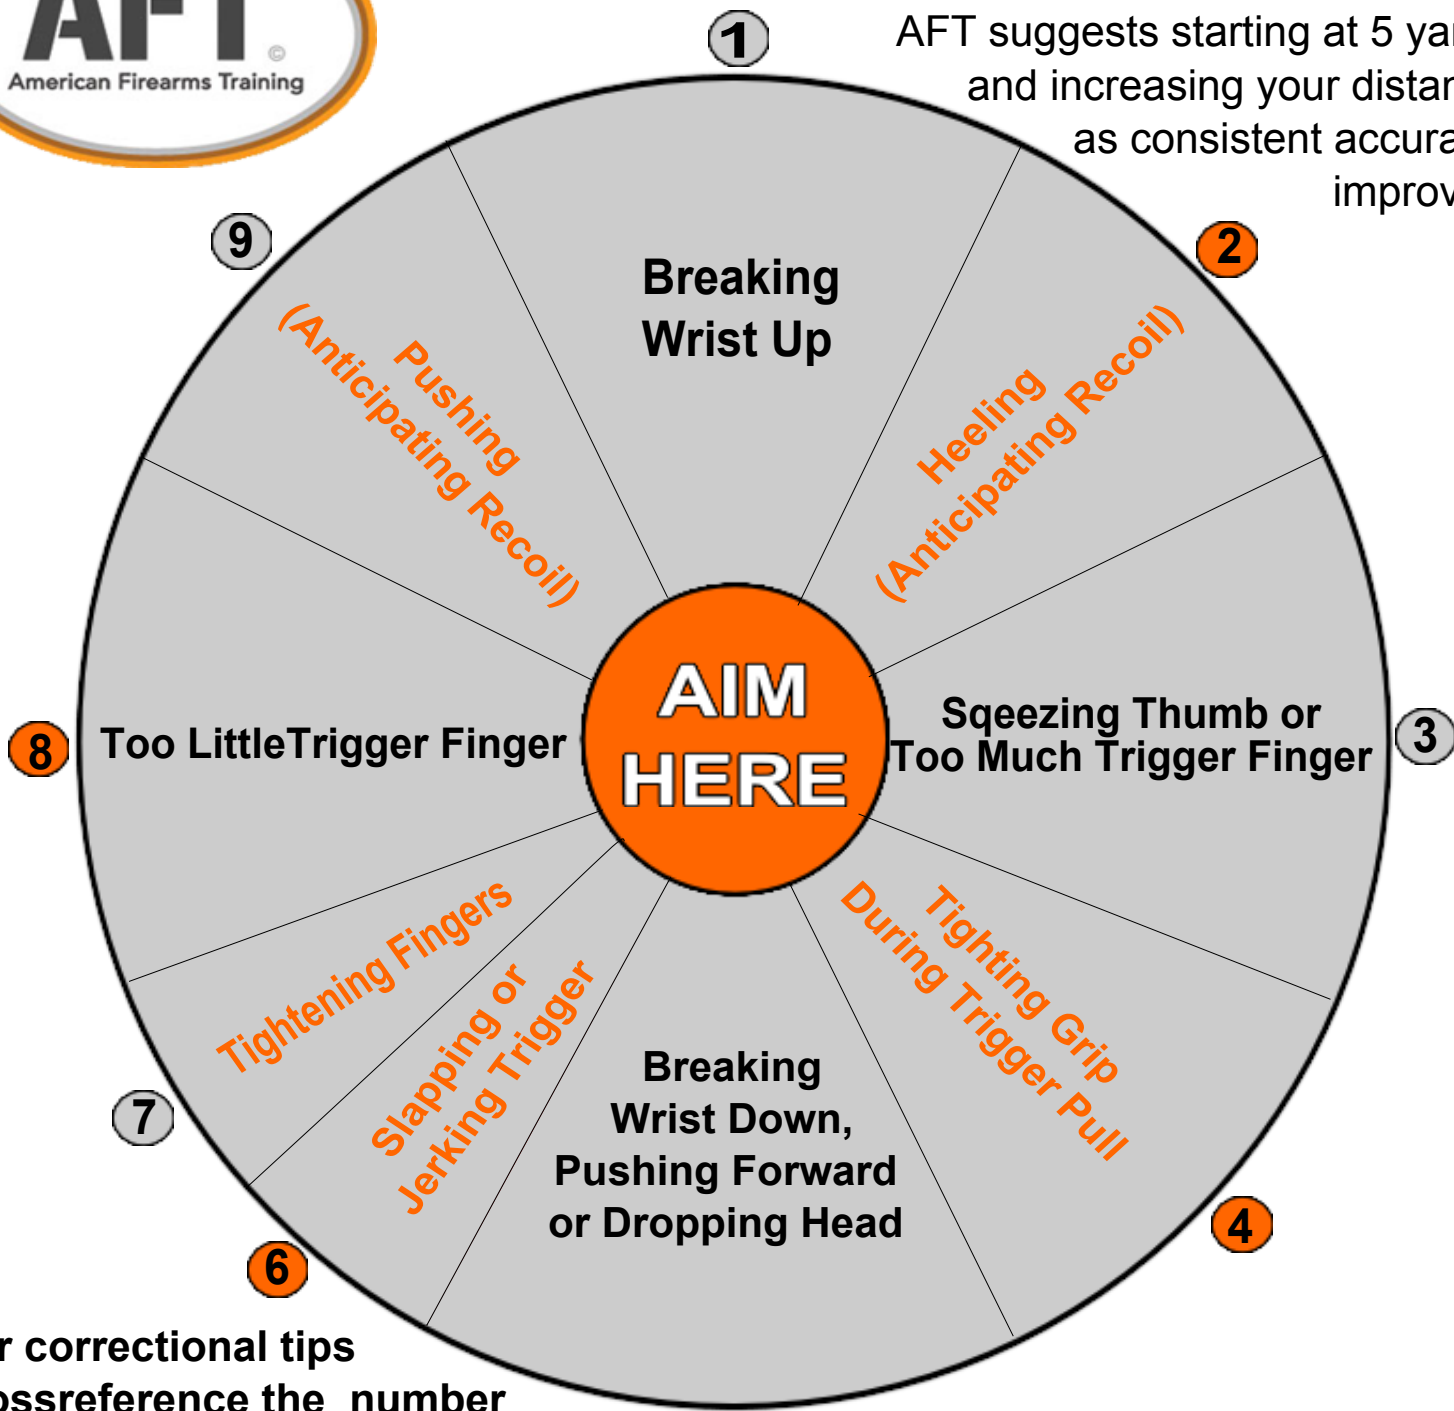 AFT
©
American Firearms Training
1
AFT suggests starting at 5 yar
and increasing your distan
as consistent accura
improv
9
2
Breaking
Wrist Up
Pushing
(Anticipating Recoil)
Heeling
(Anticipating Recoil)
8
Too LittleTrigger Finger
AIM
HERE
Sqeezing Thumb or
Too Much Trigger Finger
3
Tightening Fingers
Slapping or
Jerking Trigger
Breaking
Wrist Down,
Pushing Forward
or Dropping Head
Tighting Grip
During Trigger Pull
7
6
4
r correctional tips
ossreference the number